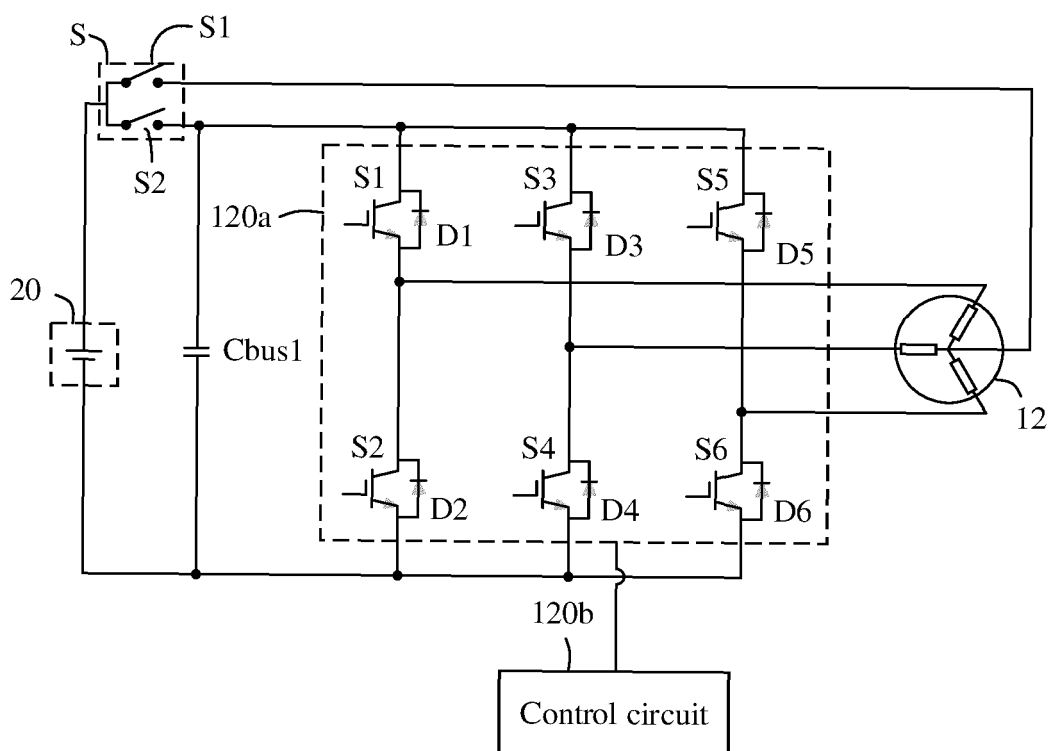 S
S1
S2
S1
S3
S5
120a
D1
D3
D5
20
Cbus1
12
S2
S4
S6
D2
D4
D6
120b
Control circuit